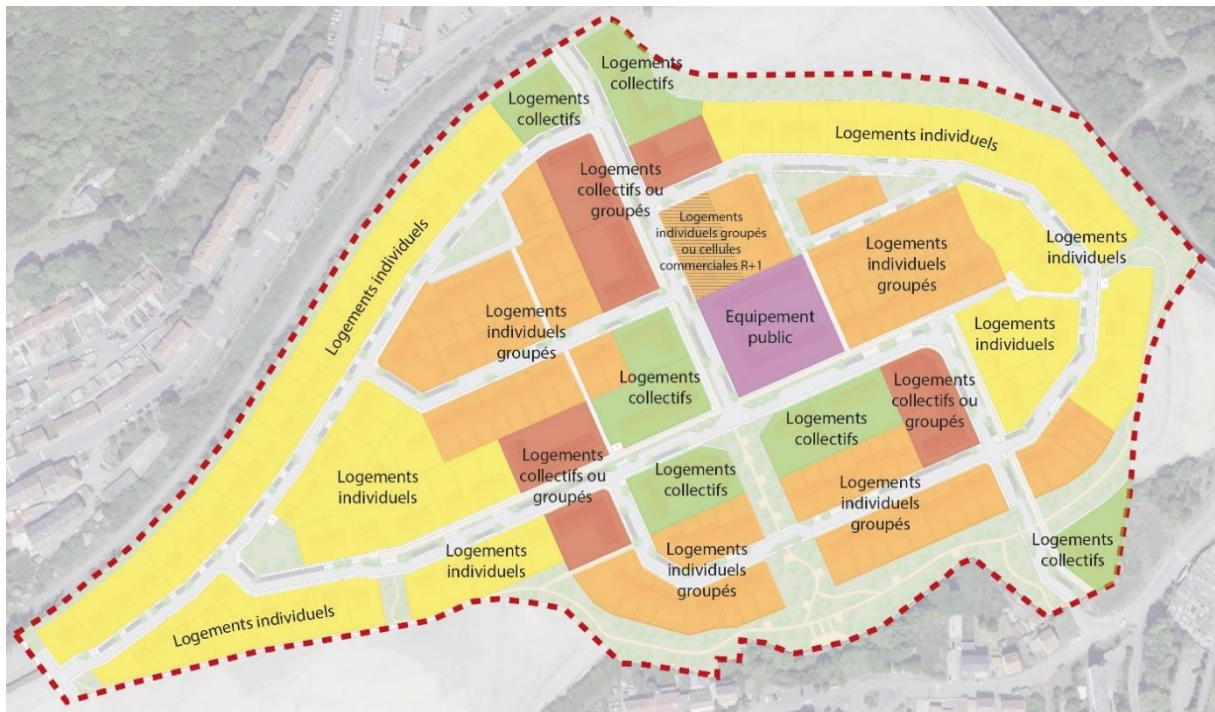 Logements
collectifs
Logements
collectifs
Logements individuels
Logements
collectifs ou
groupés
Logements
individuels groupés
ou cellules
commerciales R+1
Logements
individuels
groupés
Logements
individuels
Logements individuels
Logements
individuels
groupés
Equipement
public
Logements
individuels
Logements
collectifs
Logements
collectifs ou
groupés
Logements
collectifs
Logements
individuels
Logements
collectifs ou
groupés
Logements
collectifs
Logements
individuels
groupés
Logements
individuels
Logements
individuels
groupés
Logements
collectifs
Logements individuels